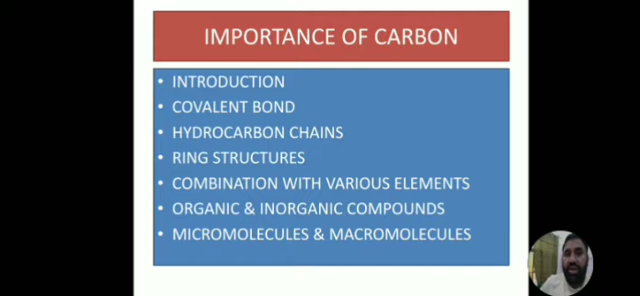 IMPORTANCE OF CARBON
• INTRODUCTION
• COVALENT BOND
• HYDROCARBON CHAINS
• RING STRUCTURES
• COMBINATION WITH VARIOUS ELEMENTS
• ORGANIC & INORGANIC COMPOUNDS
• MICROMOLECULES & MACROMOLECULES